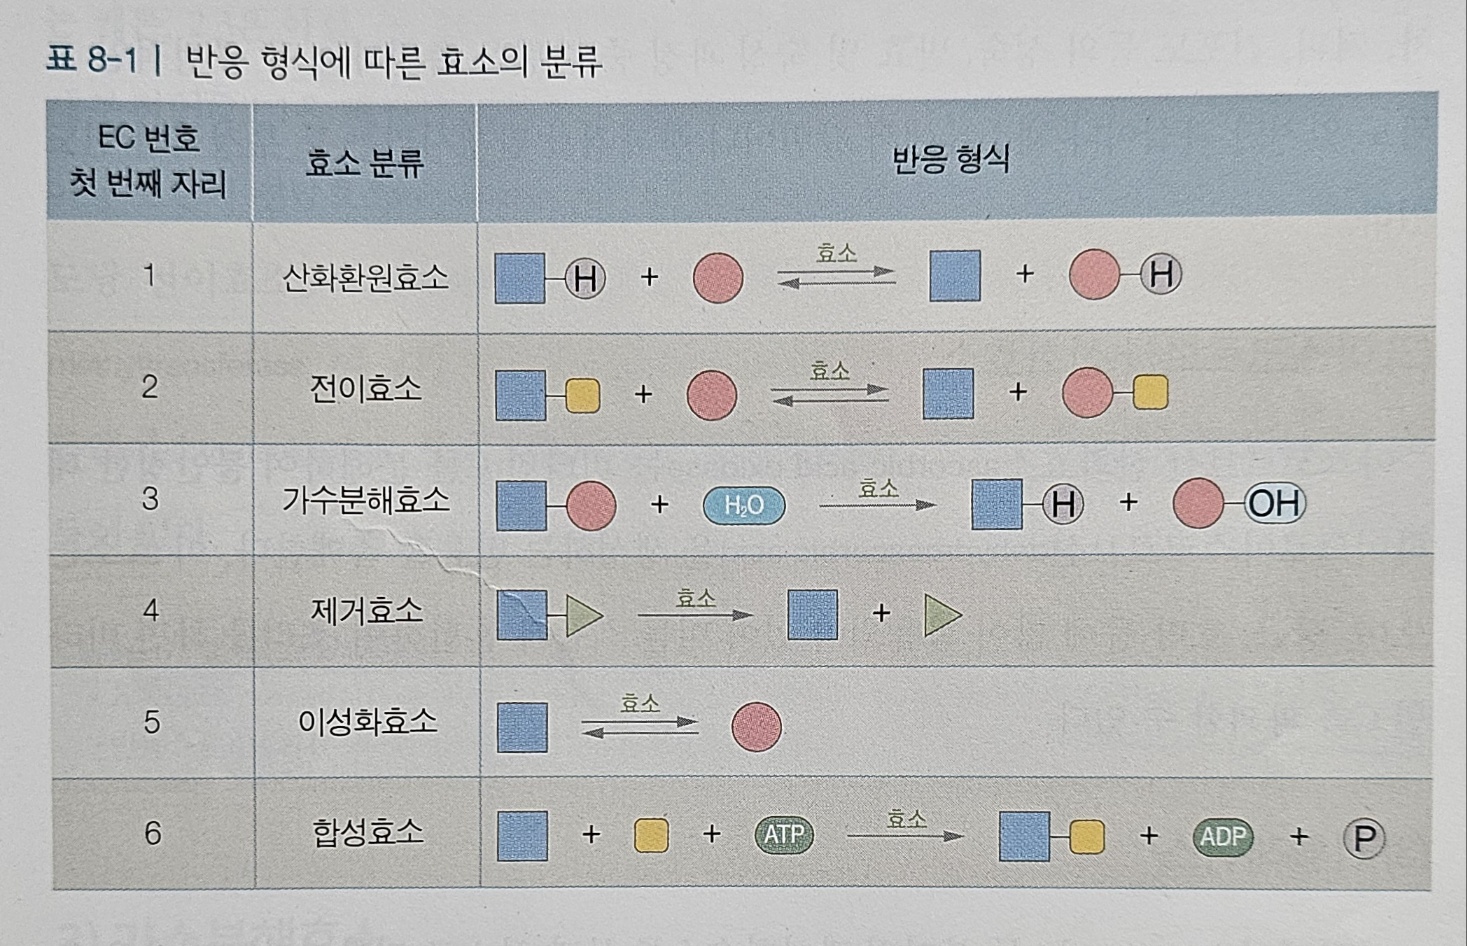 표 8-1 | 반응 형식에 따른 효소의 분류
EC 번호
첫 번째 자리
효소 분류
반응 형식
1 산화환원효소 H + 효소 + H
2 전이효소 + 효소 +
3 가수분해효소 + H₂O 효소 H + OH
4 제거효소 효소 +
5 이성화효소 효소
6 합성효소 + + ATP 효소 + ADP + P